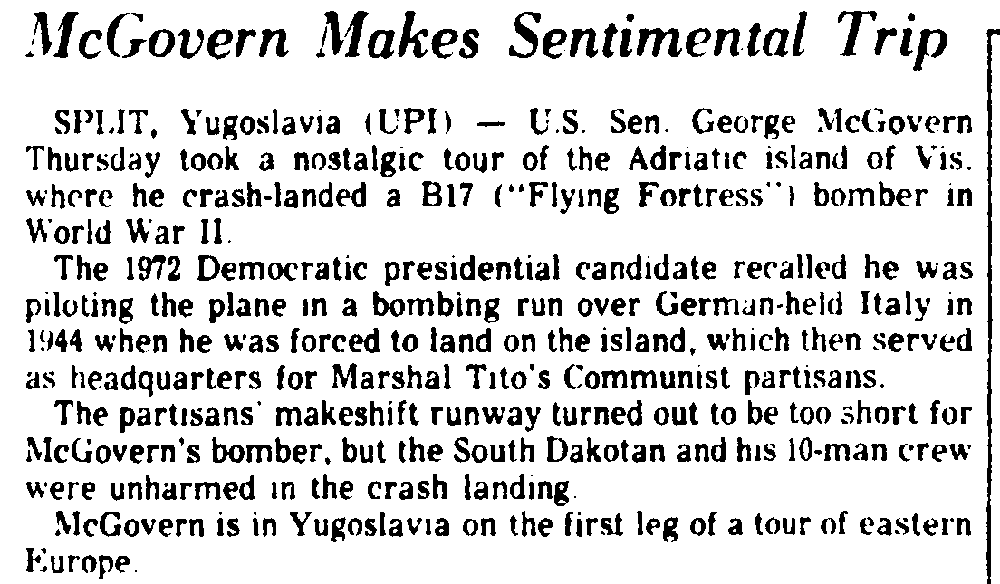 McGovern Makes Sentimental Trip
SPLIT, Yugoslavia (UPI) — U.S. Sen. George McGovern
Thursday took a nostalgic tour of the Adriatic island of Vis.
where he crash-landed a B17 ("Flying Fortress") bomber in
World War II.
The 1972 Democratic presidential candidate recalled he was
piloting the plane in a bombing run over German-held Italy in
1944 when he was forced to land on the island, which then served
as headquarters for Marshal Tito's Communist partisans.
The partisans' makeshift runway turned out to be too short for
McGovern's bomber, but the South Dakotan and his 10-man crew
were unharmed in the crash landing.
McGovern is in Yugoslavia on the first leg of a tour of eastern
Europe.